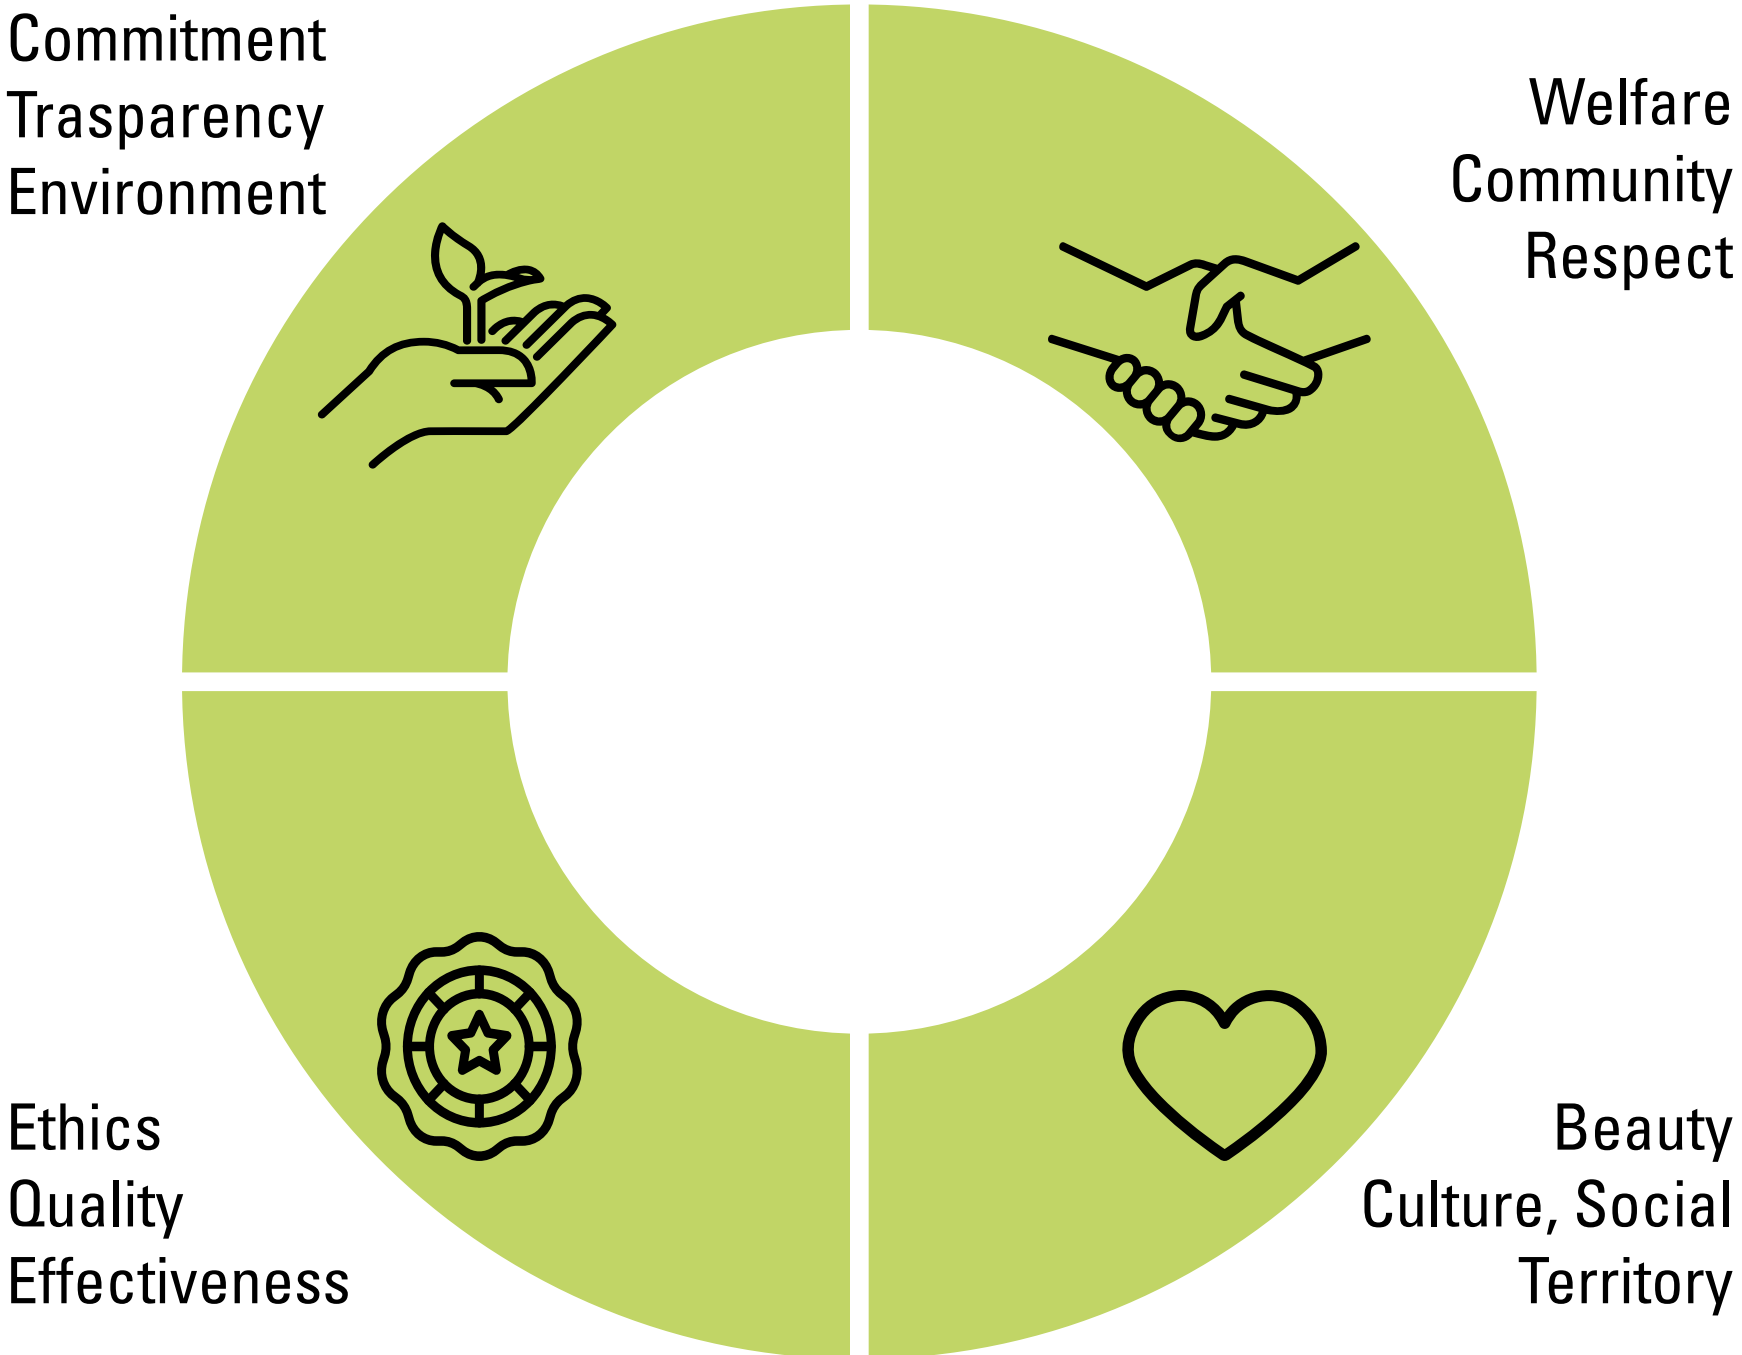 Commitment
Trasparency
Environment
Welfare
Community
Respect
Ethics
Quality
Effectiveness
Beauty
Culture, Social
Territory